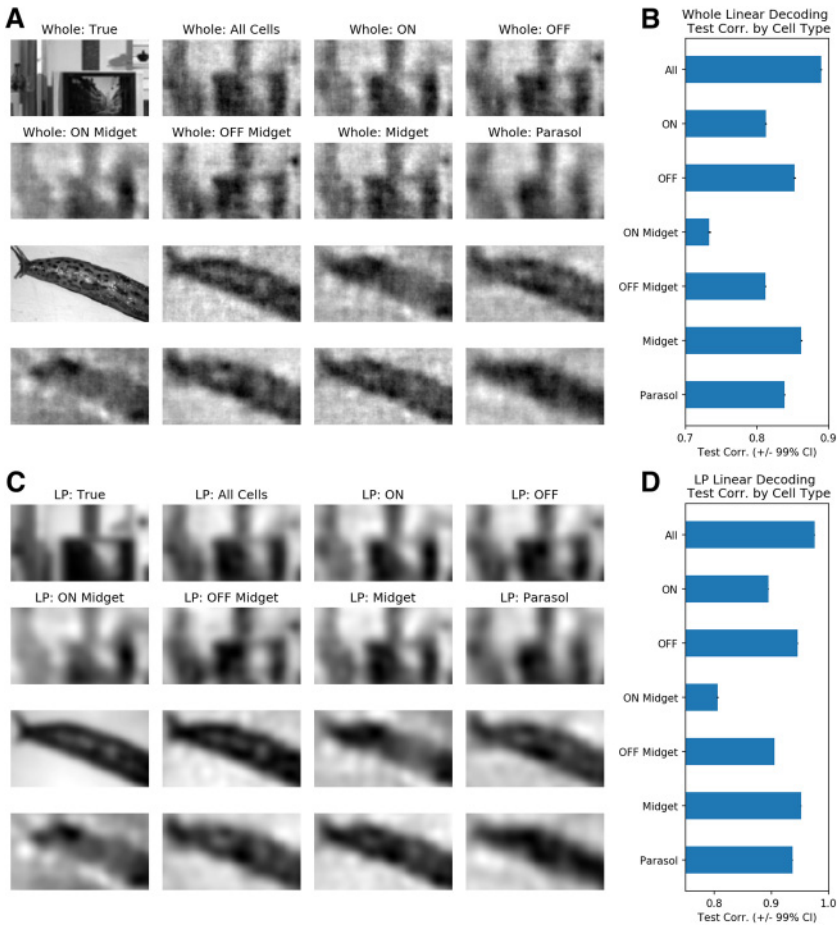 A
Whole: True
Whole: All Cells
Whole: ON
Whole: OFF
Whole: ON Midget
Whole: OFF Midget
Whole: Midget
Whole: Parasol
B
Whole Linear Decoding
Test Corr. by Cell Type
All
ON
OFF
ON Midget
OFF Midget
Midget
Parasol
0.7
0.8
0.9
Test Corr. (+/- 99% CI)
C
LP: True
LP: All Cells
LP: ON
LP: OFF
LP: ON Midget
LP: OFF Midget
LP: Midget
LP: Parasol
D
LP Linear Decoding
Test Corr. by Cell Type
All
ON
OFF
ON Midget
OFF Midget
Midget
Parasol
0.8
0.9
1.0
Test Corr. (+/- 99% CI)